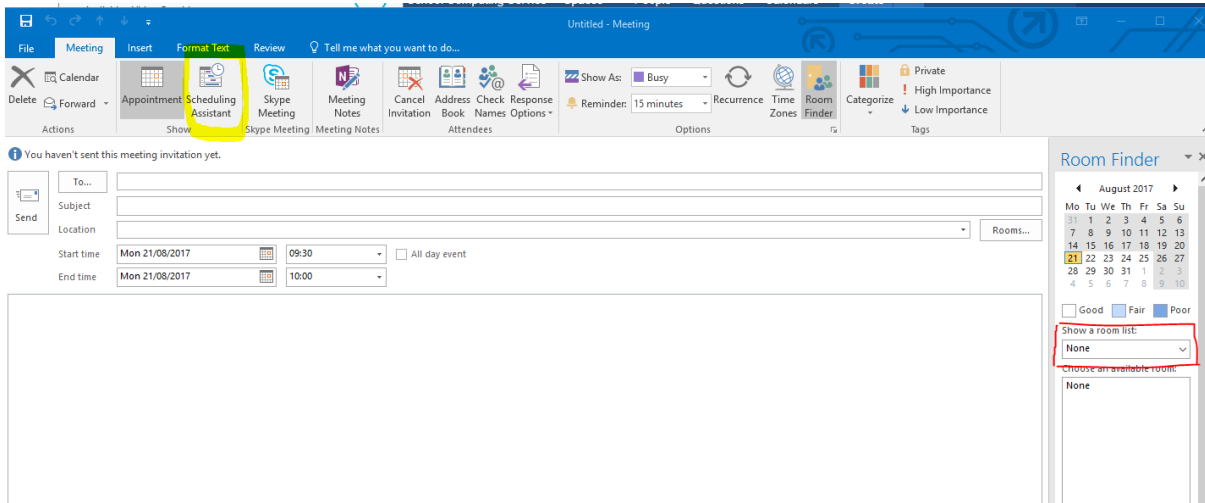 Untitled - Meeting
File Meeting Insert Format Text Review Tell me what you want to do...
Delete
Calendar
Forward
Actions
Appointment
Scheduling Assistant
Show
Skype Meeting
Skype Meeting
Meeting Notes
Meeting Notes
Cancel Invitation
Address Book
Check Names
Response Options
Attendees
Show As: Busy
Reminder: 15 minutes
Recurrence
Time Zones
Room Finder
Options
Categorize
Private
High Importance
Low Importance
Tags
You haven't sent this meeting invitation yet.
Send
To...
Subject
Location Rooms...
Start time Mon 21/08/2017 09:30 All day event
End time Mon 21/08/2017 10:00
Room Finder
August 2017
Mo Tu We Th Fr Sa Su
31 1 2 3 4 5 6
7 8 9 10 11 12 13
14 15 16 17 18 19 20
21 22 23 24 25 26 27
28 29 30 31 1 2 3
4 5 6 7 8 9 10
Good Fair Poor
Show a room list:
None
Choose an available room:
None